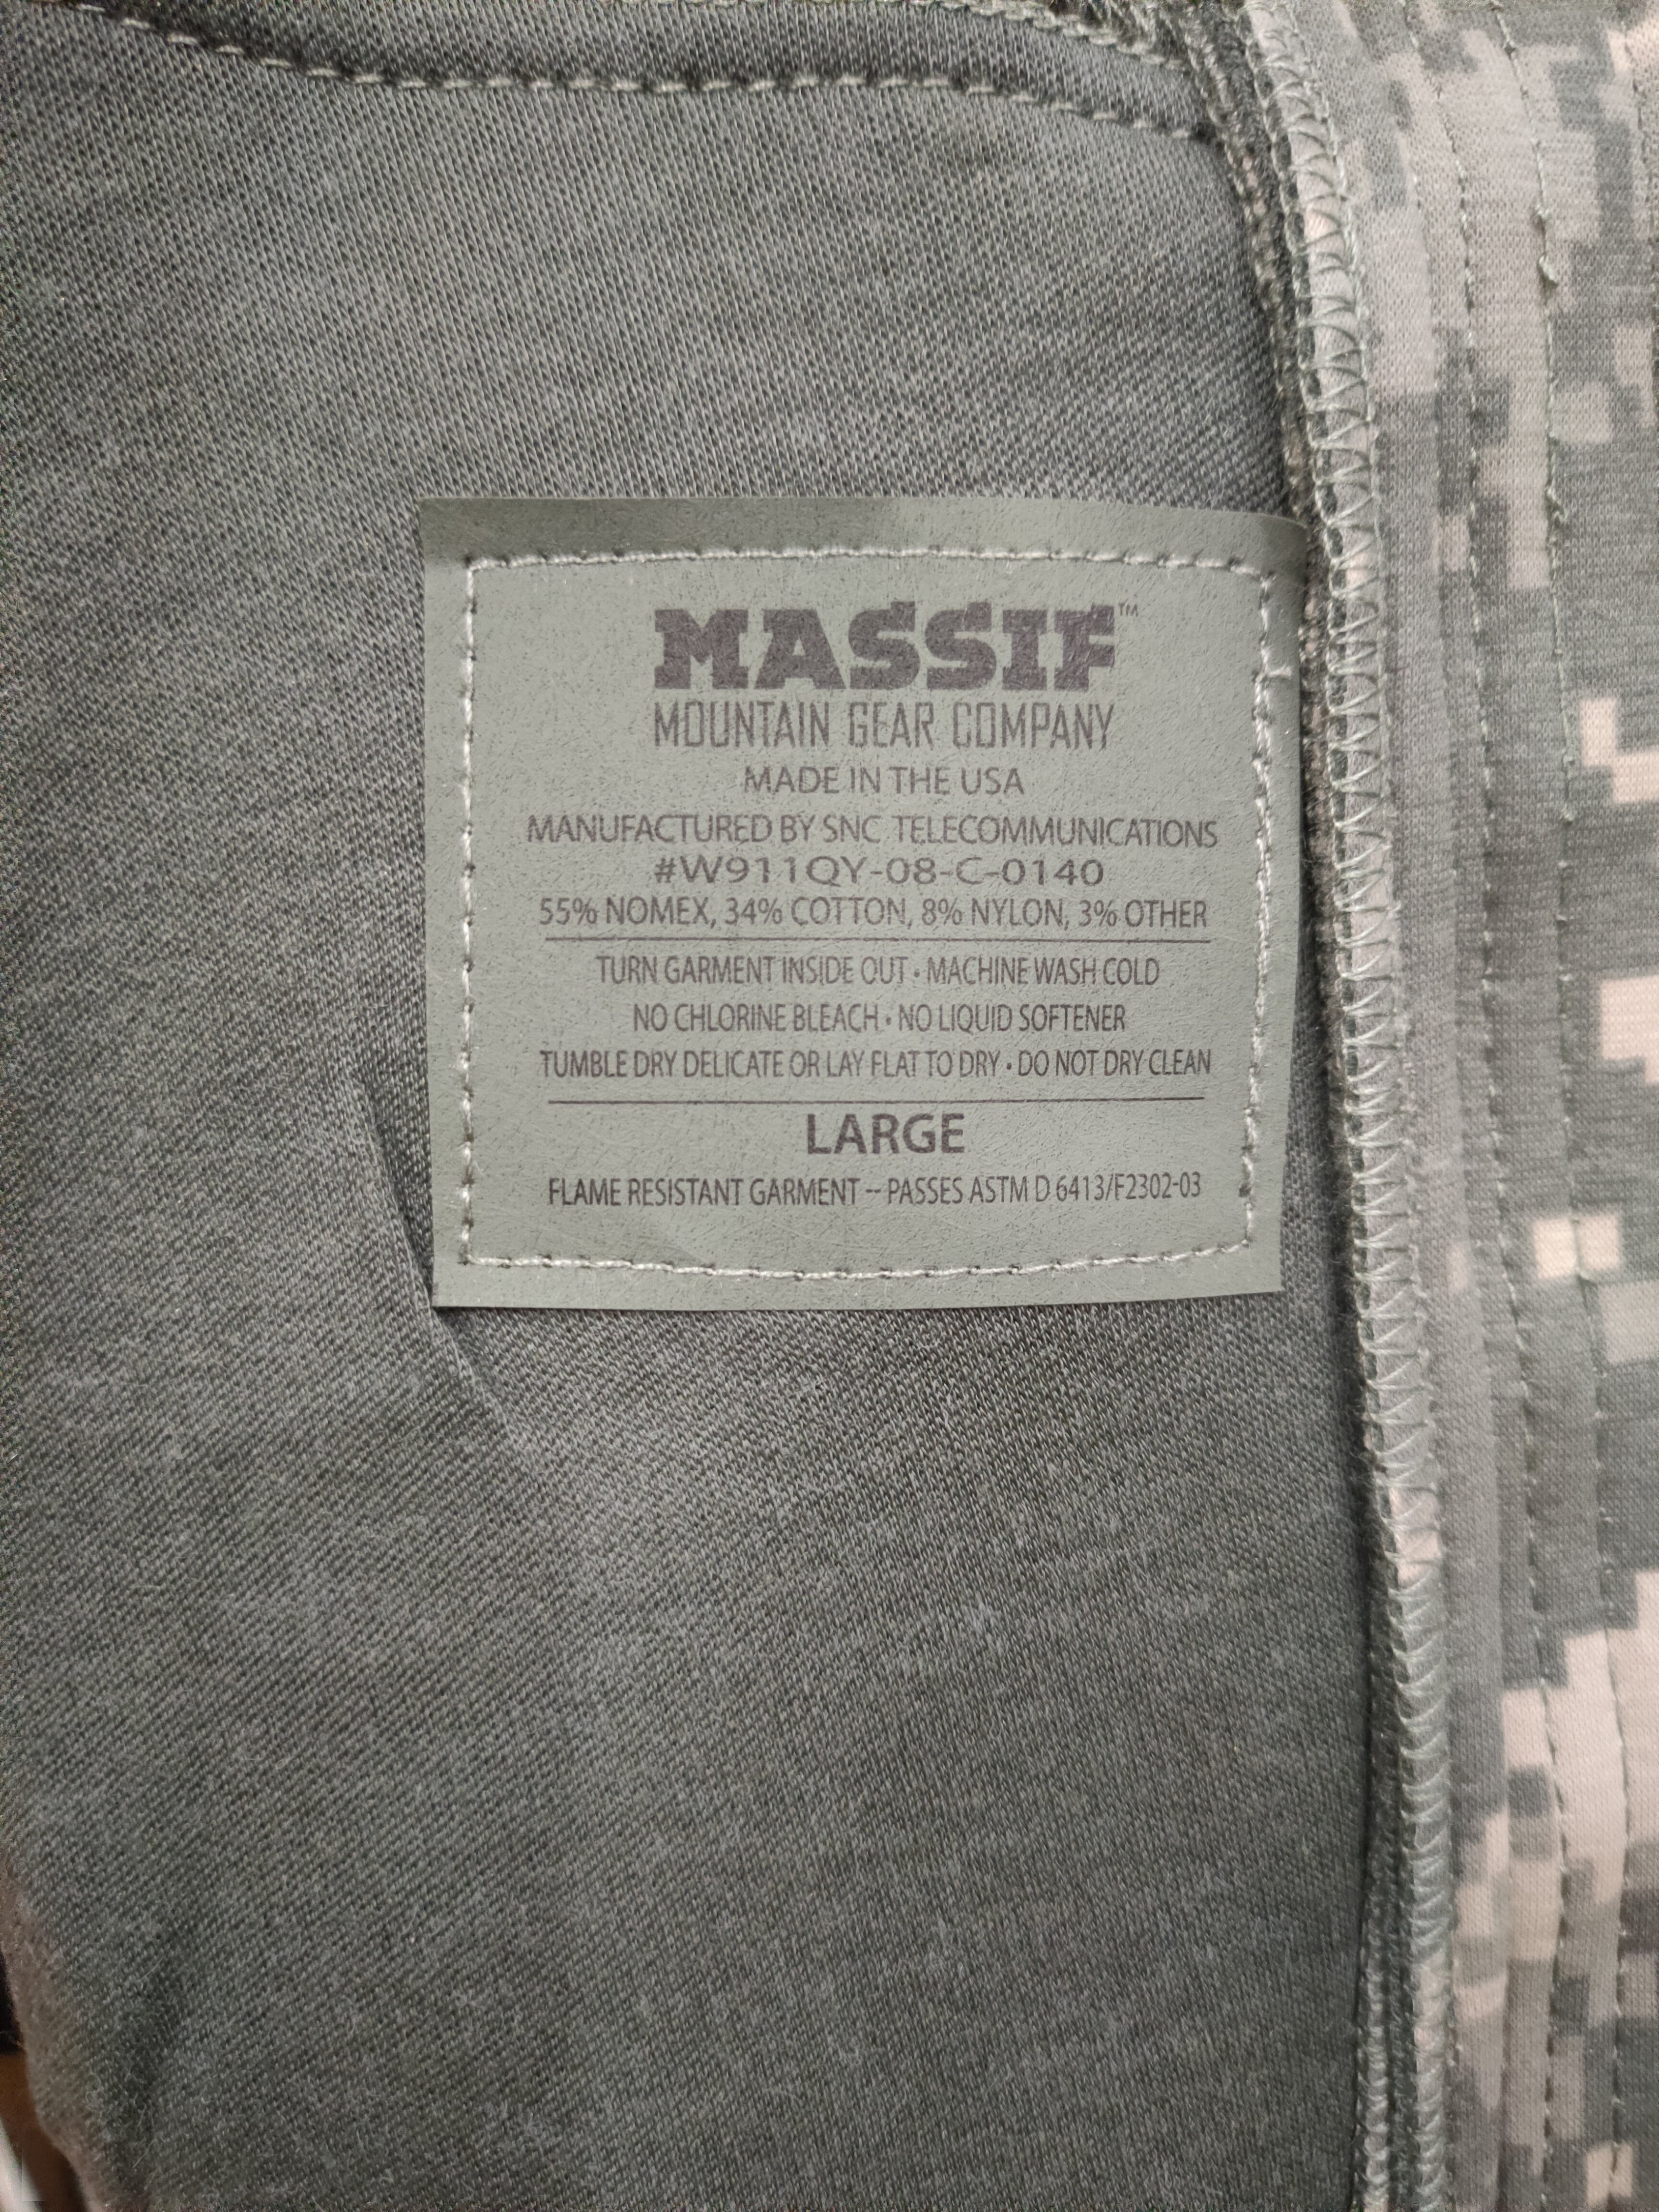 MASSIF™
MOUNTAIN GEAR COMPANY
MADE IN THE USA
MANUFACTURED BY SNC TELECOMMUNICATIONS
#W911QY-08-C-0140
55% NOMEX, 34% COTTON, 8% NYLON, 3% OTHER
TURN GARMENT INSIDE OUT • MACHINE WASH COLD
NO CHLORINE BLEACH • NO LIQUID SOFTENER
TUMBLE DRY DELICATE OR LAY FLAT TO DRY • DO NOT DRY CLEAN
LARGE
FLAME RESISTANT GARMENT -- PASSES ASTM D 6413/F2302-03